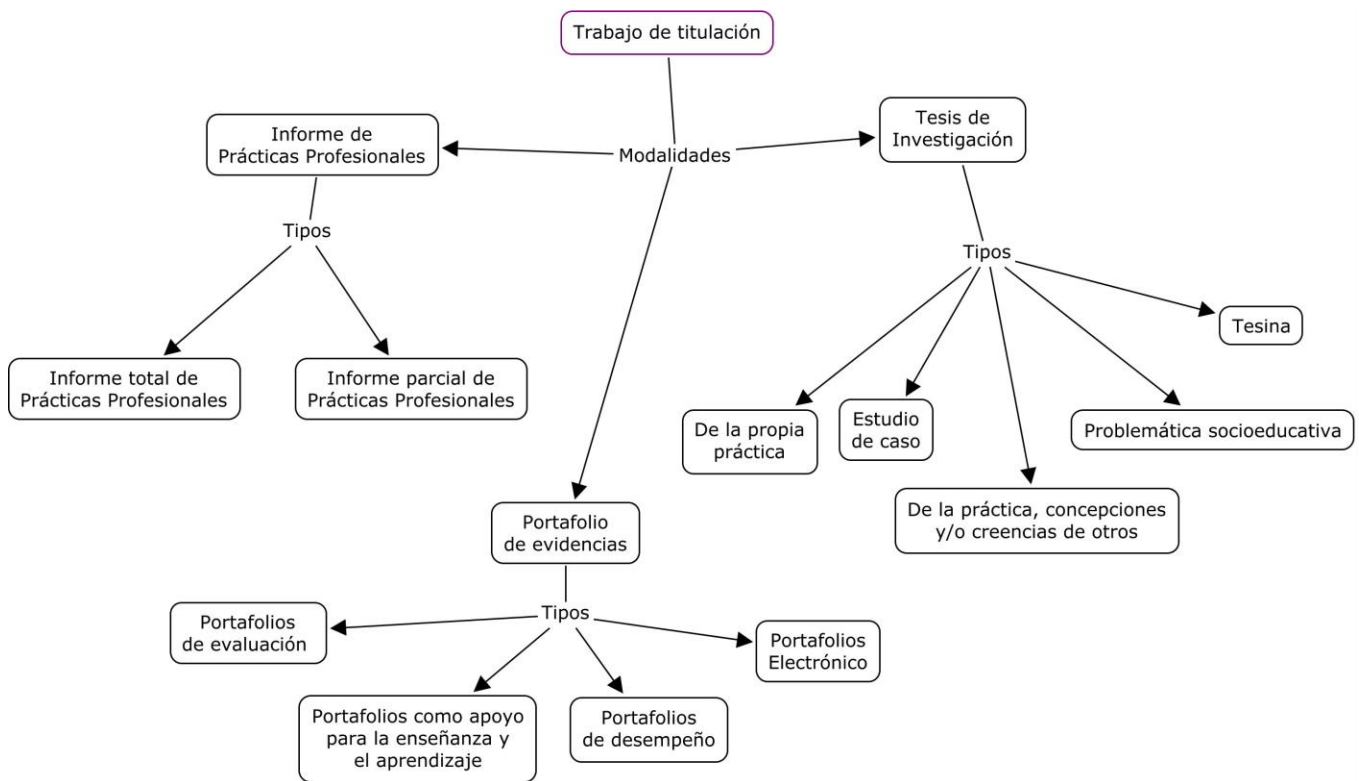 Trabajo de titulación
Informe de
Prácticas Profesionales
Modalidades
Tesis de
Investigación
Tipos
Tipos
Informe total de
Prácticas Profesionales
Informe parcial de
Prácticas Profesionales
Tesina
De la propia
práctica
Estudio
de caso
Problemática socioeducativa
De la práctica, concepciones
y/o creencias de otros
Portafolio
de evidencias
Tipos
Portafolios
de evaluación
Portafolios
Electrónico
Portafolios como apoyo
para la enseñanza y
el aprendizaje
Portafolios
de desempeño